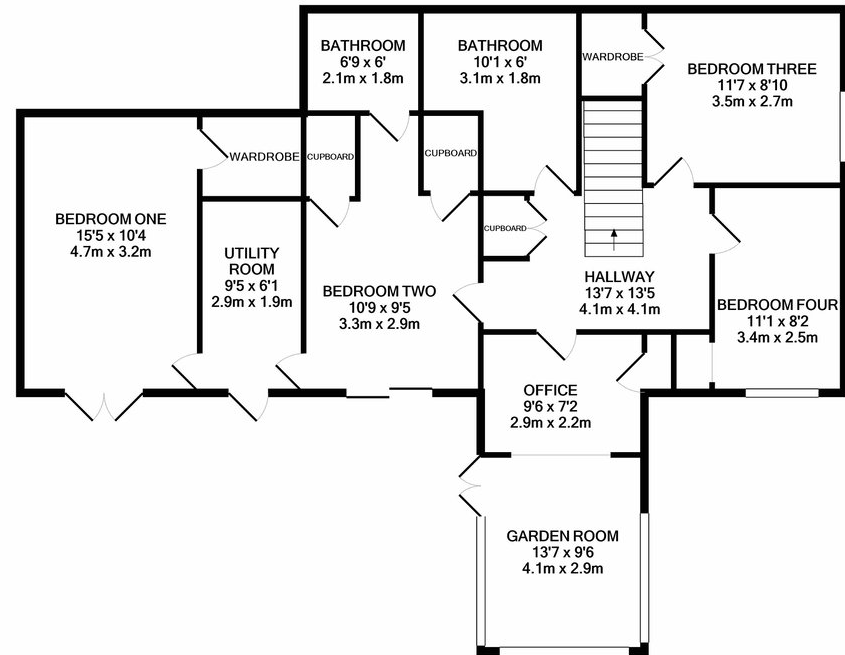 BATHROOM
6'9 x 6'
2.1m x 1.8m
BATHROOM
10'1 x 6'
3.1m x 1.8m
WARDROBE
BEDROOM THREE
11'7 x 8'10
3.5m x 2.7m
WARDROBE
CUPBOARD
CUPBOARD
BEDROOM ONE
15'5 x 10'4
4.7m x 3.2m
UTILITY
ROOM
9'5 x 6'1
2.9m x 1.9m
BEDROOM TWO
10'9 x 9'5
3.3m x 2.9m
CUPBOARD
HALLWAY
13'7 x 13'5
4.1m x 4.1m
BEDROOM FOUR
11'1 x 8'2
3.4m x 2.5m
OFFICE
9'6 x 7'2
2.9m x 2.2m
GARDEN ROOM
13'7 x 9'6
4.1m x 2.9m